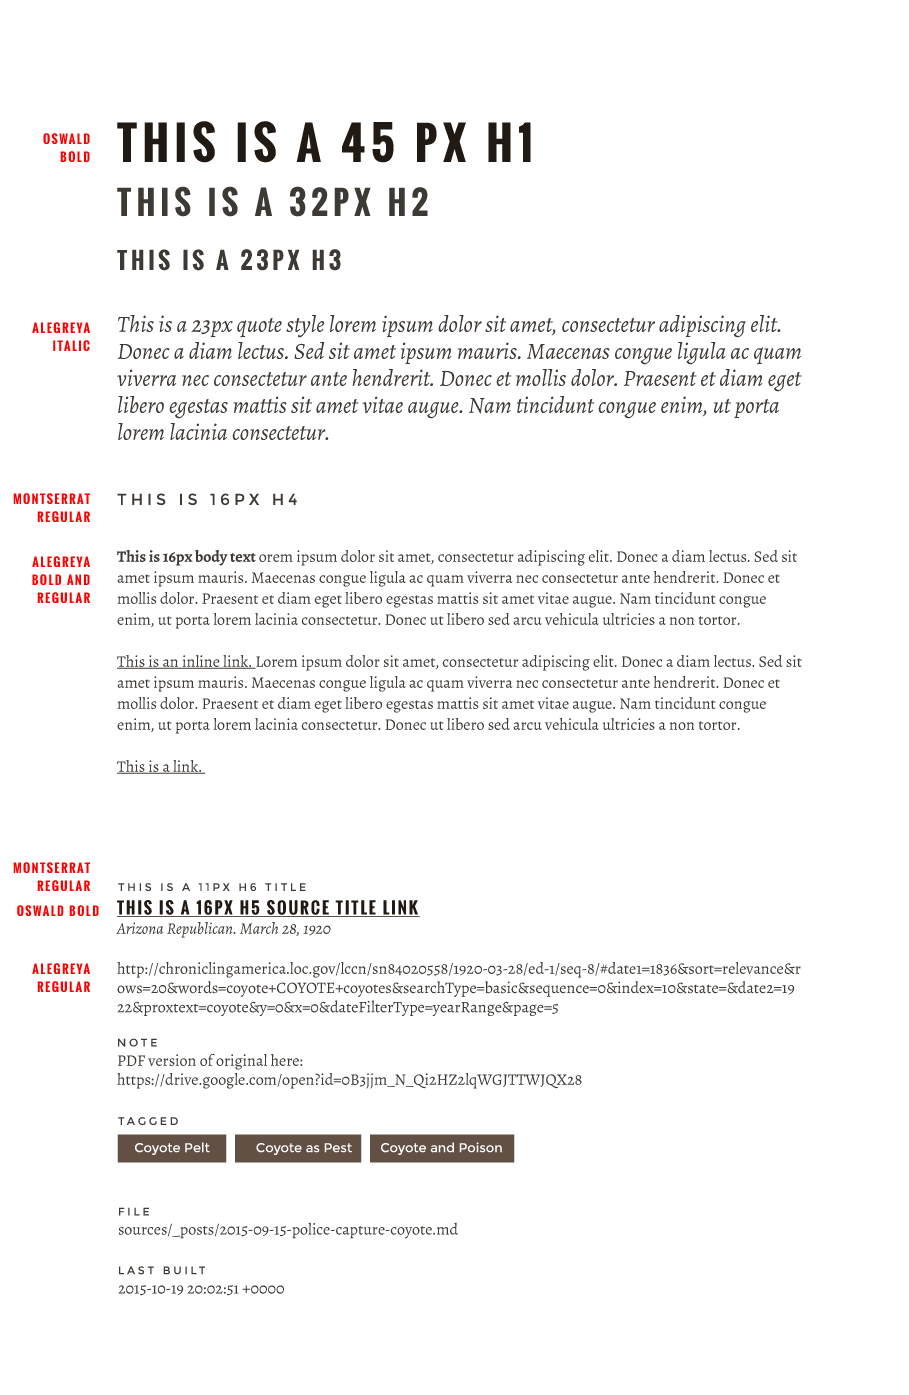 OSWALD
BOLD
THIS IS A 45 PX H1
THIS IS A 32PX H2
THIS IS A 23PX H3
ALEGREYA
ITALIC
This is a 23px quote style lorem ipsum dolor sit amet, consectetur adipiscing elit.
Donec a diam lectus. Sed sit amet ipsum mauris. Maecenas congue ligula ac quam
viverra nec consectetur ante hendrerit. Donec et mollis dolor. Praesent et diam eget
libero egestas mattis sit amet vitae augue. Nam tincidunt congue enim, ut porta
lorem lacinia consectetur.
MONTSERRAT
REGULAR
THIS IS 16PX H4
ALEGREYA
BOLD AND
REGULAR
This is 16px body text orem ipsum dolor sit amet, consectetur adipiscing elit. Donec a diam lectus. Sed sit
amet ipsum mauris. Maecenas congue ligula ac quam viverra nec consectetur ante hendrerit. Donec et
mollis dolor. Praesent et diam eget libero egestas mattis sit amet vitae augue. Nam tincidunt congue
enim, ut porta lorem lacinia consectetur. Donec ut libero sed arcu vehicula ultricies a non tortor.
This is an inline link. Lorem ipsum dolor sit amet, consectetur adipiscing elit. Donec a diam lectus. Sed sit
amet ipsum mauris. Maecenas congue ligula ac quam viverra nec consectetur ante hendrerit. Donec et
mollis dolor. Praesent et diam eget libero egestas mattis sit amet vitae augue. Nam tincidunt congue
enim, ut porta lorem lacinia consectetur. Donec ut libero sed arcu vehicula ultricies a non tortor.
This is a link.
MONTSERRAT
REGULAR
THIS IS A 11PX H6 TITLE
OSWALD BOLD
THIS IS A 16PX H5 SOURCE TITLE LINK
Arizona Republican. March 28, 1920
ALEGREYA
REGULAR
http://chroniclingamerica.loc.gov/lccn/sn84020558/1920-03-28/ed-1/seq-8/#date1=1836&sort=relevance&r
ows=20&words=coyote+COYOTE+coyotes&searchType=basic&sequence=0&index=10&state=&date2=19
22&proxtext=coyote&y=0&x=0&dateFilterType=yearRange&page=5
NOTE
PDF version of original here:
https://drive.google.com/open?id=0B3jjm_N_Qi2HZ2lqWGJTTWJQX28
TAGGED
Coyote Pelt
Coyote as Pest
Coyote and Poison
FILE
sources/_posts/2015-09-15-police-capture-coyote.md
LAST BUILT
2015-10-19 20:02:51 +0000